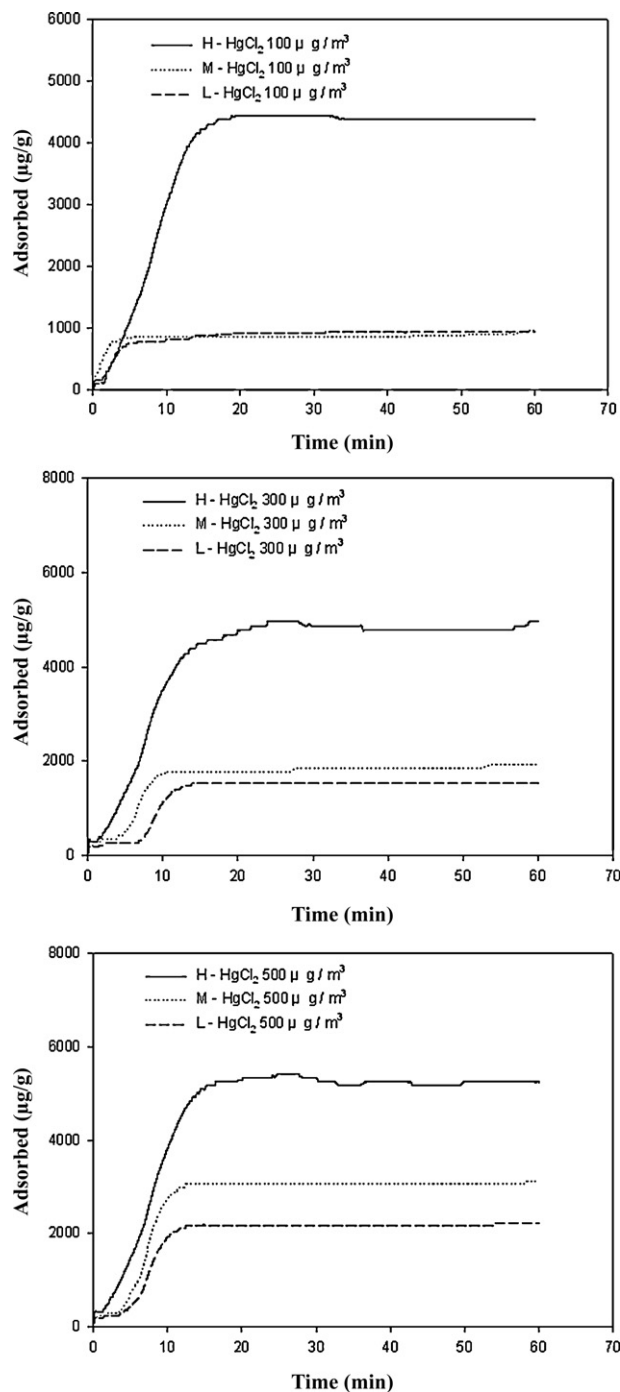 6000
H - HgCl2 100 µ g / m3
M - HgCl2 100 µ g / m3
L - HgCl2 100 µ g / m3
5000
4000
3000
2000
1000
0
Adsorbed (µg/g)
0 10 20 30 40 50 60 70
Time (min)
8000
H - HgCl2 300 µ g / m3
M - HgCl2 300 µ g / m3
L - HgCl2 300 µ g / m3
6000
4000
2000
0
Adsorbed (µg/g)
0 10 20 30 40 50 60 70
Time (min)
8000
H - HgCl2 500 µ g / m3
M - HgCl2 500 µ g / m3
L - HgCl2 500 µ g / m3
6000
4000
2000
0
Adsorbed (µg/g)
0 10 20 30 40 50 60 70
Time (min)